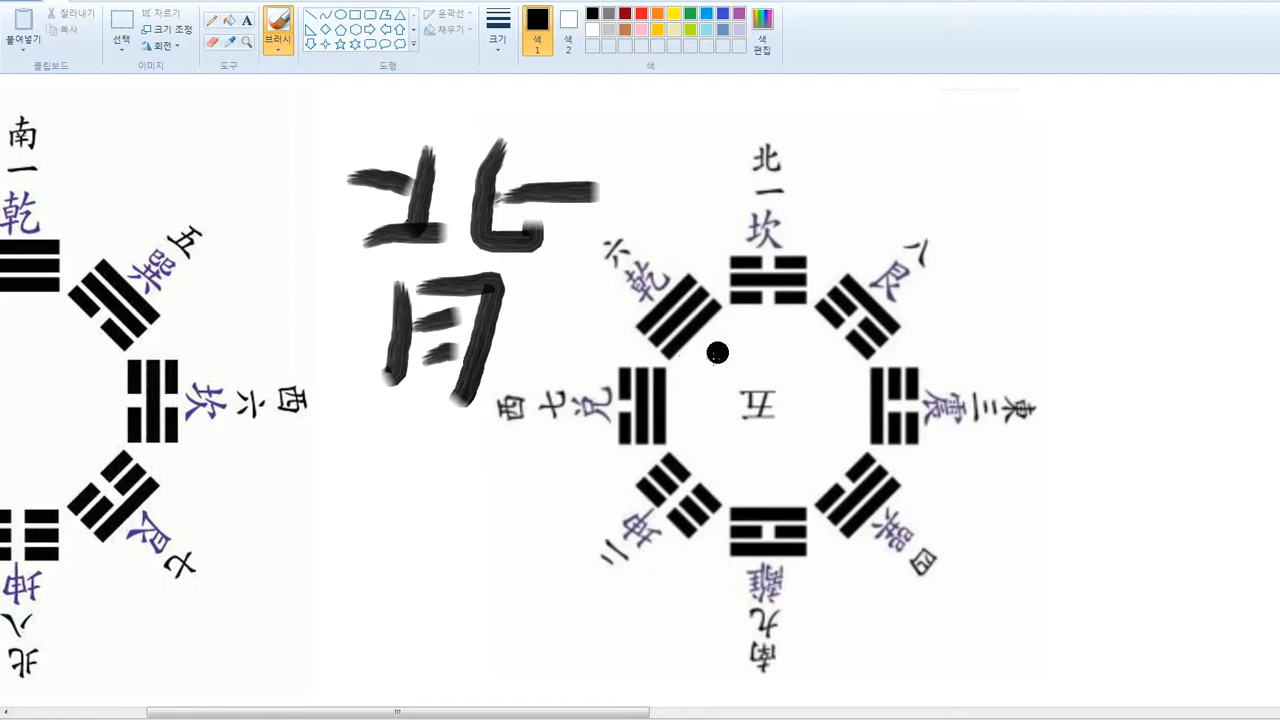 붙여넣기
잘라내기
복사
클립보드
선택
자르기
크기 조정
회전
이미지
A
도구
브러시
도형
윤곽선
채우기
크기
색 1
색 2
색 편집
색
南
一
乾
五
巽
西 六 坎
七
艮
坤
八
北
北
月
北
一
坎
八
艮
東 三 震
四
巽
離
九
南
二
坤
西 七 兌
六
乾
五